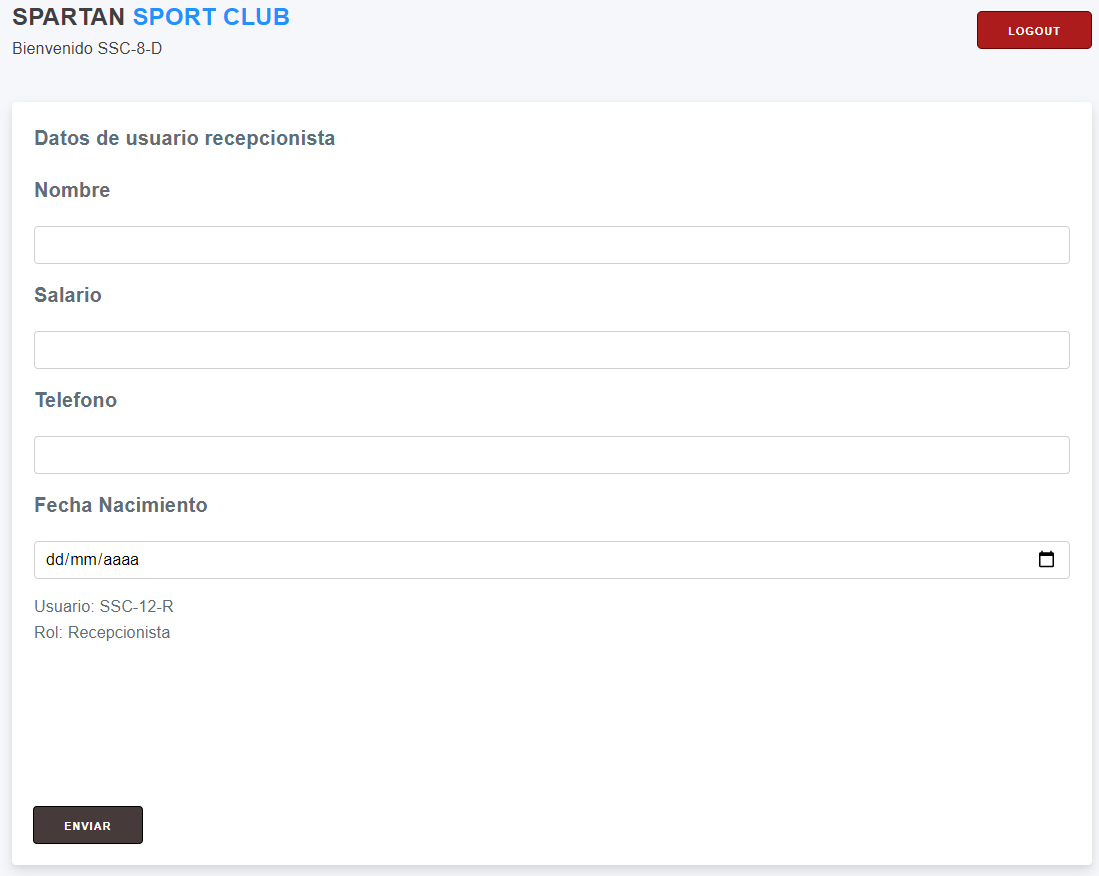 SPARTAN SPORT CLUB
Bienvenido SSC-8-D
LOGOUT
Datos de usuario recepcionista
Nombre
Salario
Telefono
Fecha Nacimiento
dd/mm/aaaa
Usuario: SSC-12-R
Rol: Recepcionista
ENVIAR